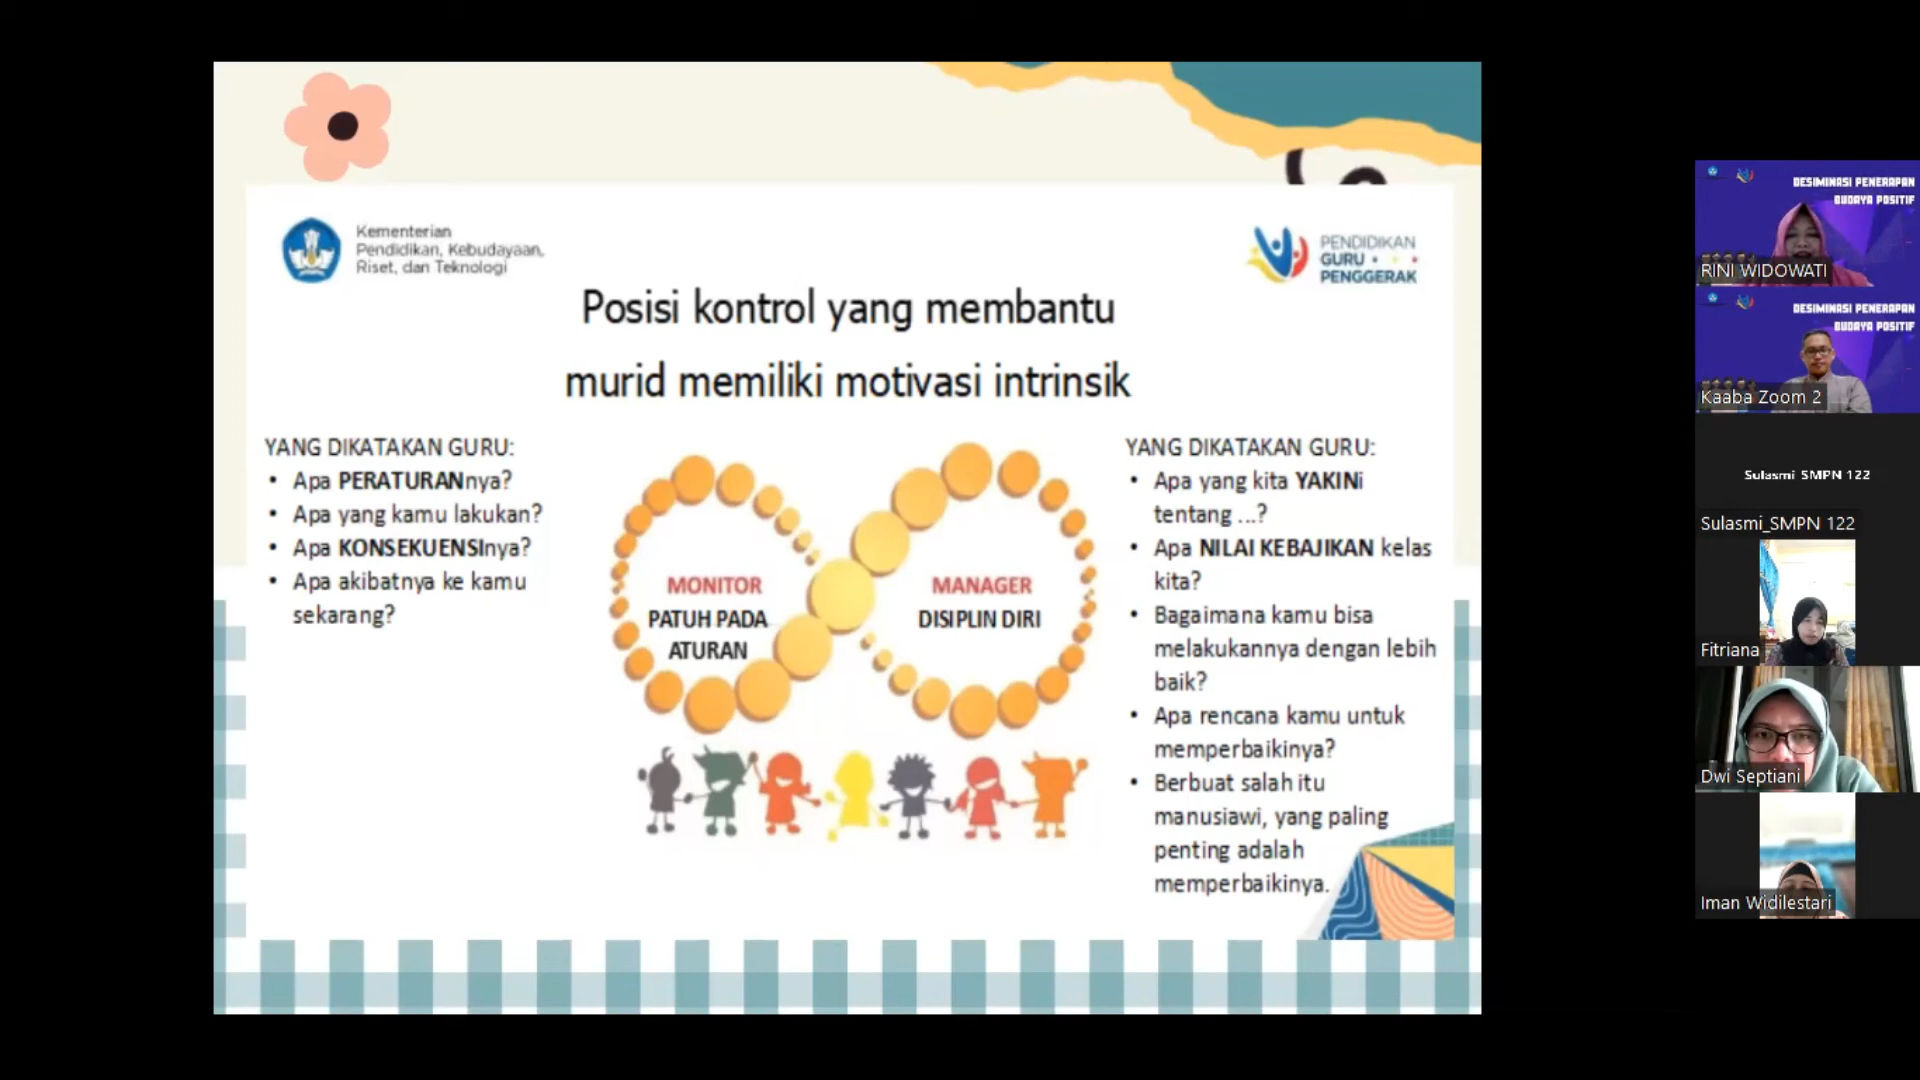 Kementerian
Pendidikan, Kebudayaan,
Riset, dan Teknologi
PENDIDIKAN
GURU
PENGGERAK
Posisi kontrol yang membantu
murid memiliki motivasi intrinsik
YANG DIKATAKAN GURU:
• Apa PERATURANnya?
• Apa yang kamu lakukan?
• Apa KONSEKUENSInya?
• Apa akibatnya ke kamu
sekarang?
MONITOR
PATUH PADA
ATURAN
MANAGER
DISIPLIN DIRI
YANG DIKATAKAN GURU:
• Apa yang kita YAKINi
tentang ...?
• Apa NILAI KEBAJIKAN kelas
kita?
• Bagaimana kamu bisa
melakukannya dengan lebih
baik?
• Apa rencana kamu untuk
memperbaikinya?
• Berbuat salah itu
manusiawi, yang paling
penting adalah
memperbaikinya.
DESIMINASI PENERAPAN
BUDAYA POSITIF
RINI WIDOWATI
DESIMINASI PENERAPAN
BUDAYA POSITIF
Kaaba Zoom 2
Sulasmi SMPN 122
Sulasmi_SMPN 122
Fitriana
Dwi Septiani
Iman Widilestari